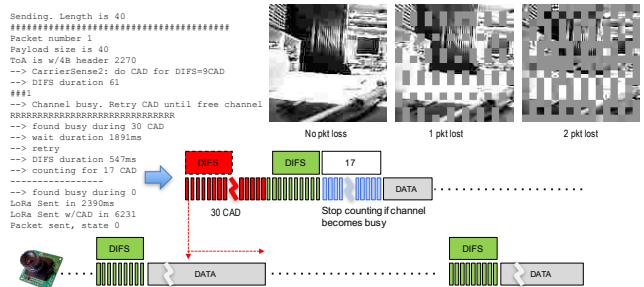 Sending. Length is 40
########################################
Packet number 1
Payload size is 40
ToA is w/4B header 2270
--> CarrierSense2: do CAD for DIFS=9CAD
--> DIFS duration 61
###1
--> Channel busy. Retry CAD until free channel
RRRRRRRRRRRRRRRRRRRRRRRRRRRRRR
--> found busy during 30 CAD
--> wait duration 1891ms
--> retry
--> DIFS duration 547ms
--> counting for 17 CAD
-----------------
--> found busy during 0
LoRa Sent in 2390ms
LoRa Sent w/CAD in 6231
Packet sent, state 0
No pkt loss
1 pkt lost
2 pkt lost
DIFS
DIFS
17
DATA
30 CAD
Stop counting if channel
becomes busy
DIFS
DATA
DIFS
DATA